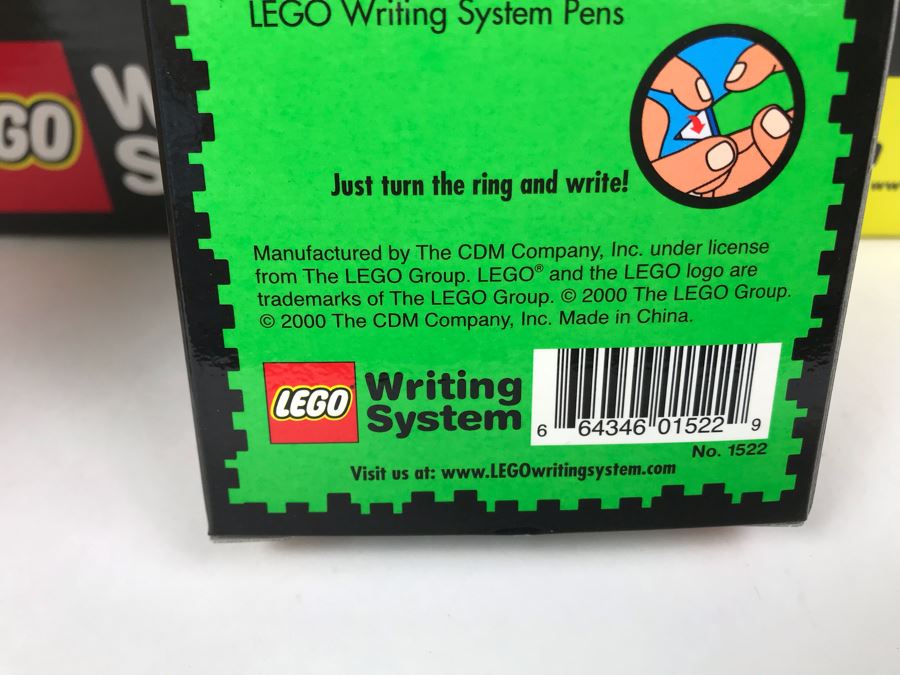 LEGO Writing System Pens
Just turn the ring and write!
Manufactured by The CDM Company, Inc. under license
from The LEGO Group. LEGO® and the LEGO logo are
trademarks of The LEGO Group. © 2000 The LEGO Group.
© 2000 The CDM Company, Inc. Made in China.
LEGO Writing
System
6 64346 01522 9
No. 1522
Visit us at: www.LEGOwritingsystem.com